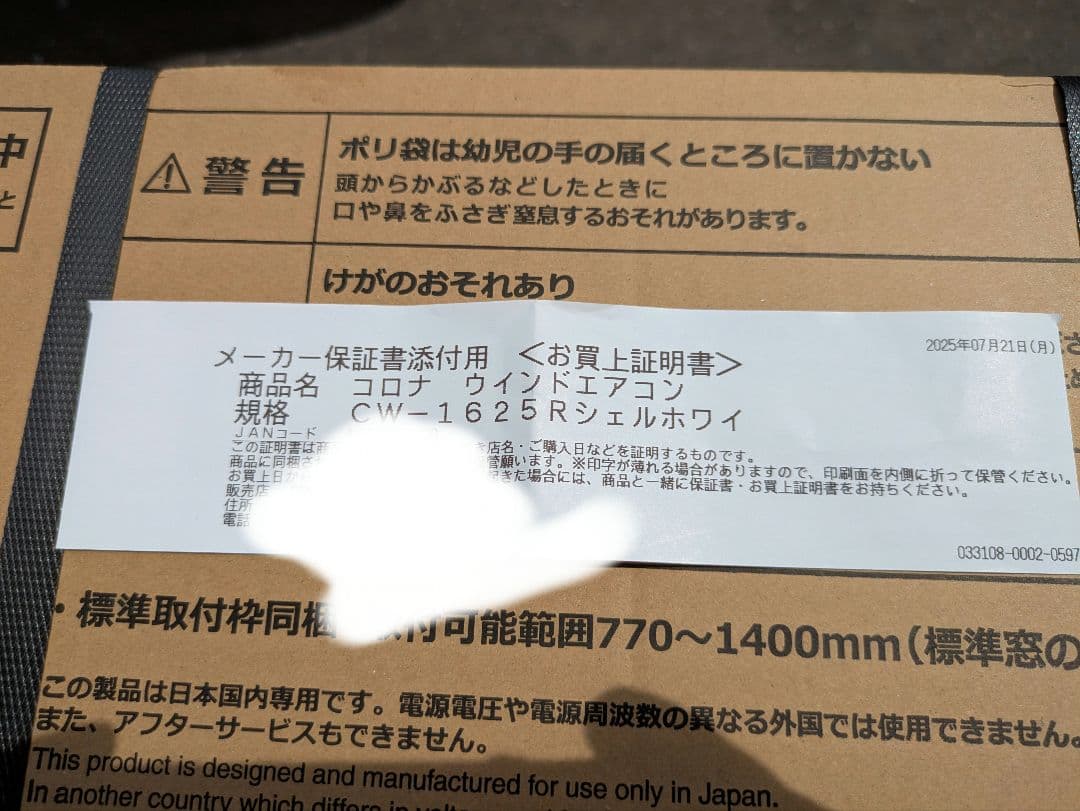 中
と
警告
ポリ袋は幼児の手の届くところに置かない
頭からかぶるなどしたときに
口や鼻をふさぎ窒息するおそれがあります。
けがのおそれあり
2025年07月21日(月)
メーカー保証書添付用 <お買上証明書>
商品名 コロナ ウインドエアコン
規格 CW-1625Rシェルホワイ
JANコード
この証明書は 店名・ご購入日などを証明するものです。
商品に同梱 管願います。※印字が薄れる場合がありますので、印刷面を内側に折って保管ください。
お買上日か きた場合には、商品と一緒に保証書・お買上証明書をお持ちください。
販売店
住所
電話
033108-0002-0597
・標準取付枠同梱 取付可能範囲770～1400mm(標準窓の
この製品は日本国内専用です。電源電圧や電源周波数の異なる外国では使用できません。
また、アフターサービスもできません。
This product is designed and manufactured for use only in Japan.
In another country which differs in